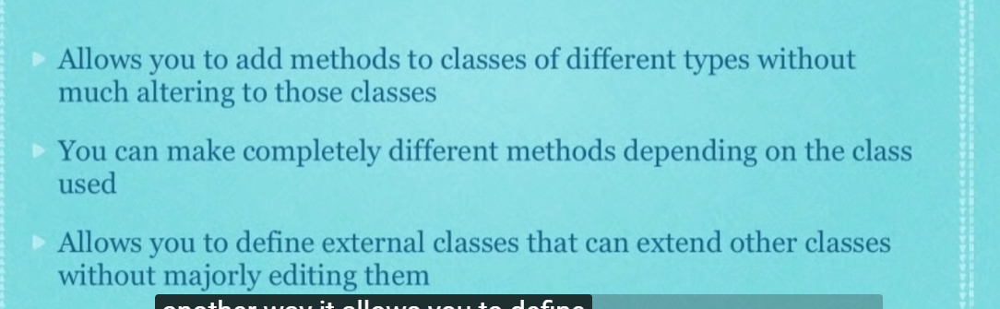 Allows you to add methods to classes of different types without
much altering to those classes
You can make completely different methods depending on the class
used
Allows you to define external classes that can extend other classes
without majorly editing them
another way it allows you to define